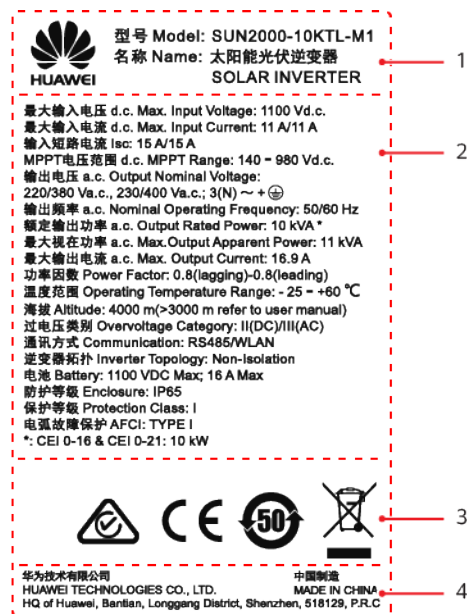 HUAWEI
型号 Model: SUN2000-10KTL-M1
名称 Name: 太阳能光伏逆变器
SOLAR INVERTER
1
最大输入电压 d.c. Max. Input Voltage: 1100 Vd.c.
最大输入电流 d.c. Max. Input Current: 11 A/11 A
输入短路电流 Isc: 15 A/15 A
MPPT电压范围 d.c. MPPT Range: 140 - 980 Vd.c.
输出电压 a.c. Output Nominal Voltage:
220/380 Va.c., 230/400 Va.c.; 3(N) ~ + ⏚
输出频率 a.c. Nominal Operating Frequency: 50/60 Hz
额定输出功率 a.c. Output Rated Power: 10 kVA *
最大视在功率 a.c. Max.Output Apparent Power: 11 kVA
最大输出电流 a.c. Max. Output Current: 16.9 A
功率因数 Power Factor: 0.8(lagging)-0.8(leading)
温度范围 Operating Temperature Range: - 25 - +60 ℃
海拔 Altitude: 4000 m(>3000 m refer to user manual)
过电压类别 Overvoltage Category: II(DC)/III(AC)
通讯方式 Communication: RS485/WLAN
逆变器拓扑 Inverter Topology: Non-Isolation
电池 Battery: 1100 VDC Max; 16 A Max
防护等级 Enclosure: IP65
保护等级 Protection Class: I
电弧故障保护 AFCI: TYPE I
*: CEI 0-16 & CEI 0-21: 10 kW
2
CE
50
3
华为技术有限公司 中国制造
HUAWEI TECHNOLOGIES CO., LTD. MADE IN CHINA
HQ of Huawei, Bantian, Longgang District, Shenzhen, 518129, P.R.C
4